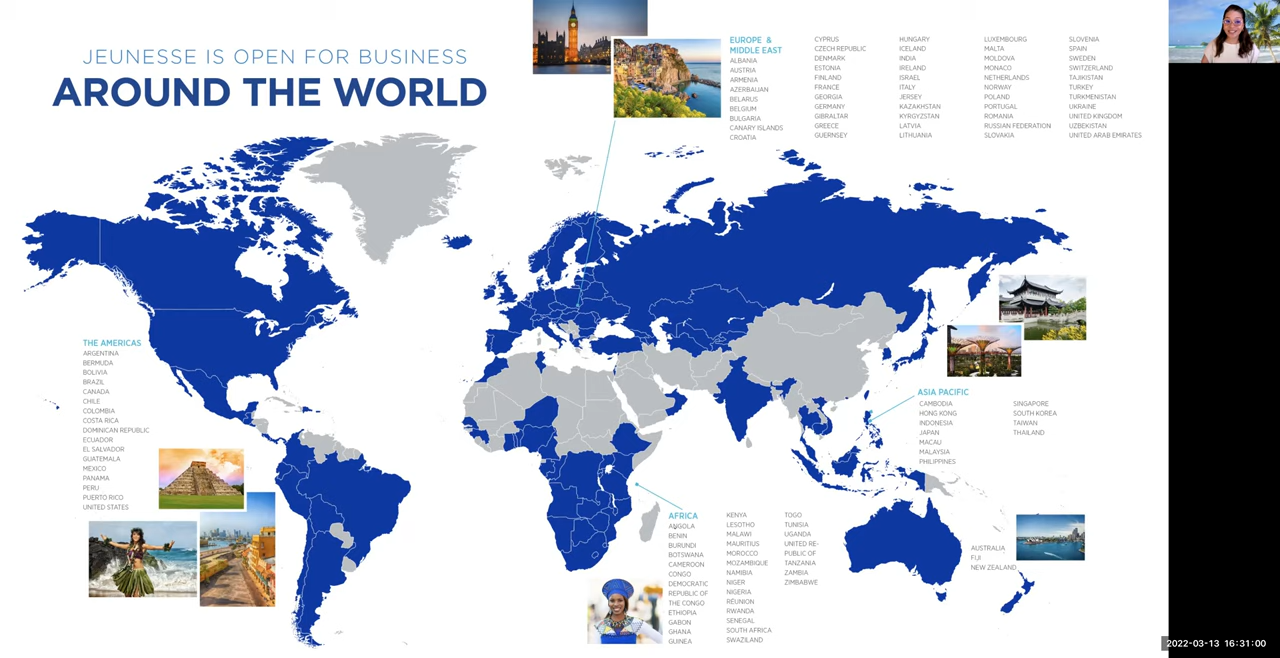 JEUNESSE IS OPEN FOR BUSINESS
AROUND THE WORLD
EUROPE &
MIDDLE EAST
ALBANIA
AUSTRIA
ARMENIA
AZERBAIJAN
BELARUS
BELGIUM
BULGARIA
CANARY ISLANDS
CROATIA
CYPRUS
CZECH REPUBLIC
DENMARK
ESTONIA
FINLAND
FRANCE
GEORGIA
GERMANY
GIBRALTAR
GREECE
GUERNSEY
HUNGARY
ICELAND
INDIA
IRELAND
ISRAEL
ITALY
JERSEY
KAZAKHSTAN
KYRGYZSTAN
LATVIA
LITHUANIA
LUXEMBOURG
MALTA
MOLDOVA
MONACO
NETHERLANDS
NORWAY
POLAND
PORTUGAL
ROMANIA
RUSSIAN FEDERATION
SLOVAKIA
SLOVENIA
SPAIN
SWEDEN
SWITZERLAND
TAJIKISTAN
TURKEY
TURKMENISTAN
UKRAINE
UNITED KINGDOM
UZBEKISTAN
UNITED ARAB EMIRATES
THE AMERICAS
ARGENTINA
BERMUDA
BOLIVIA
BRAZIL
CANADA
CHILE
COLOMBIA
COSTA RICA
DOMINICAN REPUBLIC
ECUADOR
EL SALVADOR
GUATEMALA
MEXICO
PANAMA
PERU
PUERTO RICO
UNITED STATES
ASIA PACIFIC
CAMBODIA
HONG KONG
INDONESIA
JAPAN
MACAU
MALAYSIA
PHILIPPINES
SINGAPORE
SOUTH KOREA
TAIWAN
THAILAND
AFRICA
ANGOLA
BENIN
BURUNDI
BOTSWANA
CAMEROON
CONGO
DEMOCRATIC
REPUBLIC OF
THE CONGO
ETHIOPIA
GABON
GHANA
GUINEA
KENYA
LESOTHO
MALAWI
MAURITIUS
MOROCCO
MOZAMBIQUE
NAMIBIA
NIGER
NIGERIA
RÉUNION
RWANDA
SENEGAL
SOUTH AFRICA
SWAZILAND
TOGO
TUNISIA
UGANDA
UNITED RE-
PUBLIC OF
TANZANIA
ZAMBIA
ZIMBABWE
AUSTRALIA
FIJI
NEW ZEALAND
2022-03-13 16:31:00